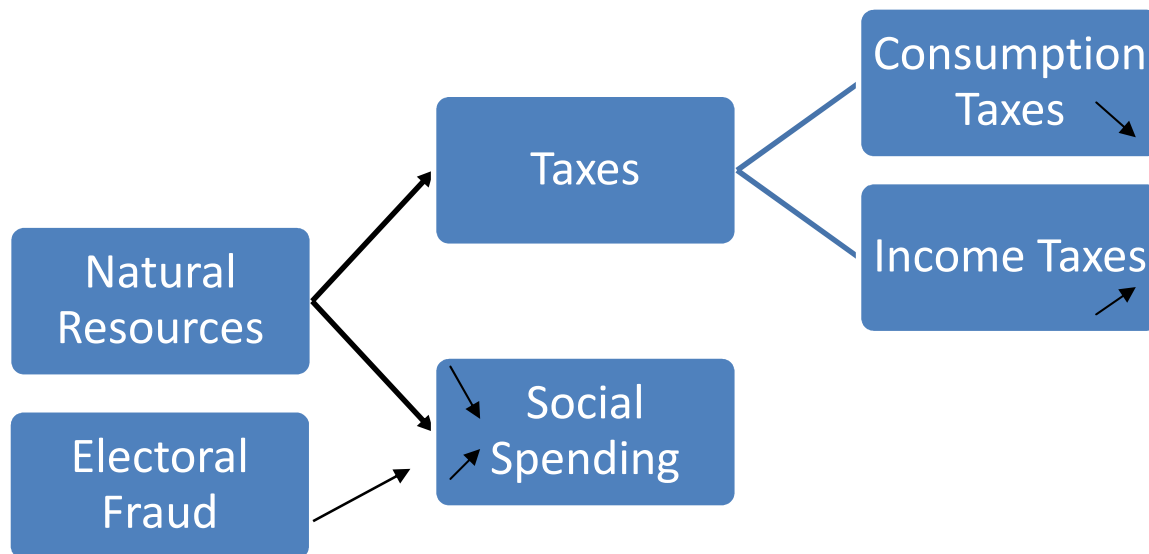 Consumption
Taxes
Taxes
Income Taxes
Natural
Resources
Social
Spending
Electoral
Fraud